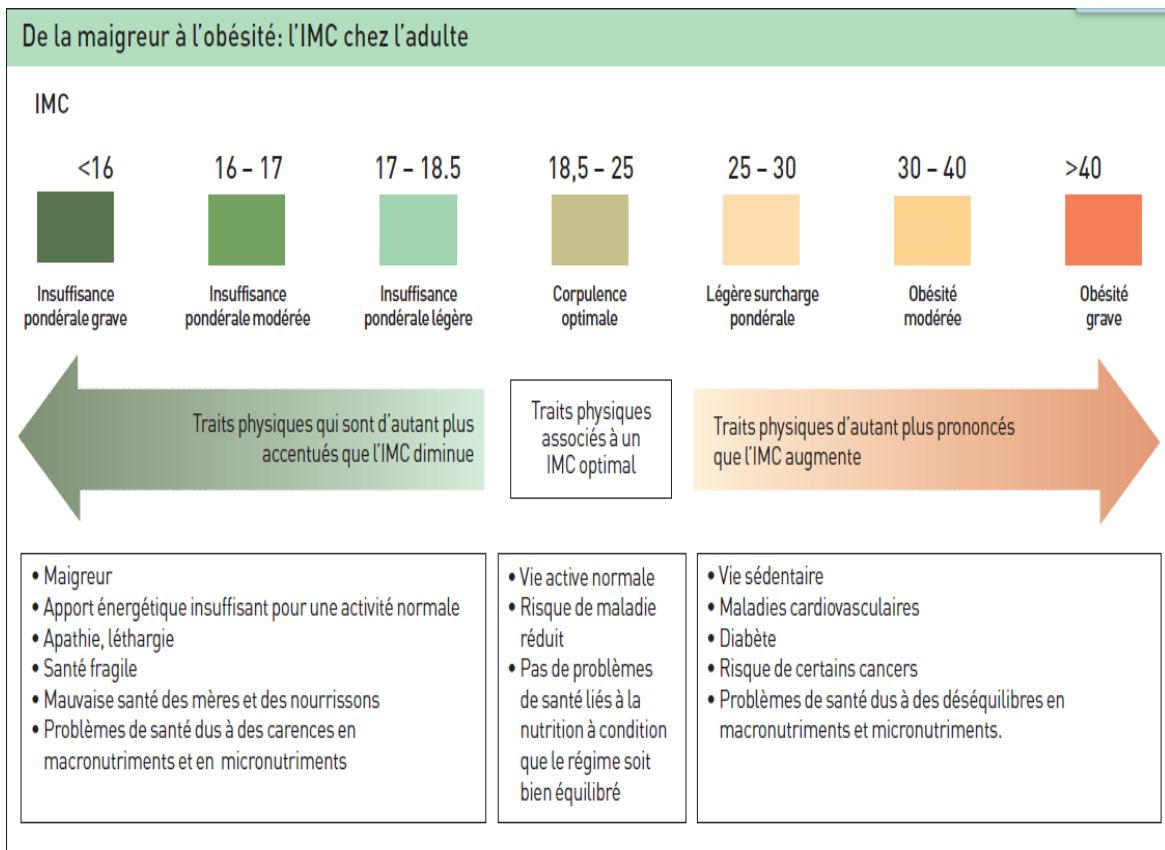 De la maigreur à l'obésité: l'IMC chez l'adulte
IMC
<16
16 – 17
17 – 18.5
18,5 – 25
25 – 30
30 – 40
>40
Insuffisance
pondérale grave
Insuffisance
pondérale modérée
Insuffisance
pondérale légère
Corpulence
optimale
Légère surcharge
pondérale
Obésité
modérée
Obésité
grave
Traits physiques qui sont d'autant plus
accentués que l'IMC diminue
Traits physiques
associés à un
IMC optimal
Traits physiques d'autant plus prononcés
que l'IMC augmente
• Maigreur
• Apport énergétique insuffisant pour une activité normale
• Apathie, léthargie
• Santé fragile
• Mauvaise santé des mères et des nourrissons
• Problèmes de santé dus à des carences en
macronutriments et en micronutriments
• Vie active normale
• Risque de maladie
réduit
• Pas de problèmes
de santé liés à la
nutrition à condition
que le régime soit
bien équilibré
• Vie sédentaire
• Maladies cardiovasculaires
• Diabète
• Risque de certains cancers
• Problèmes de santé dus à des déséquilibres en
macronutriments et micronutriments.